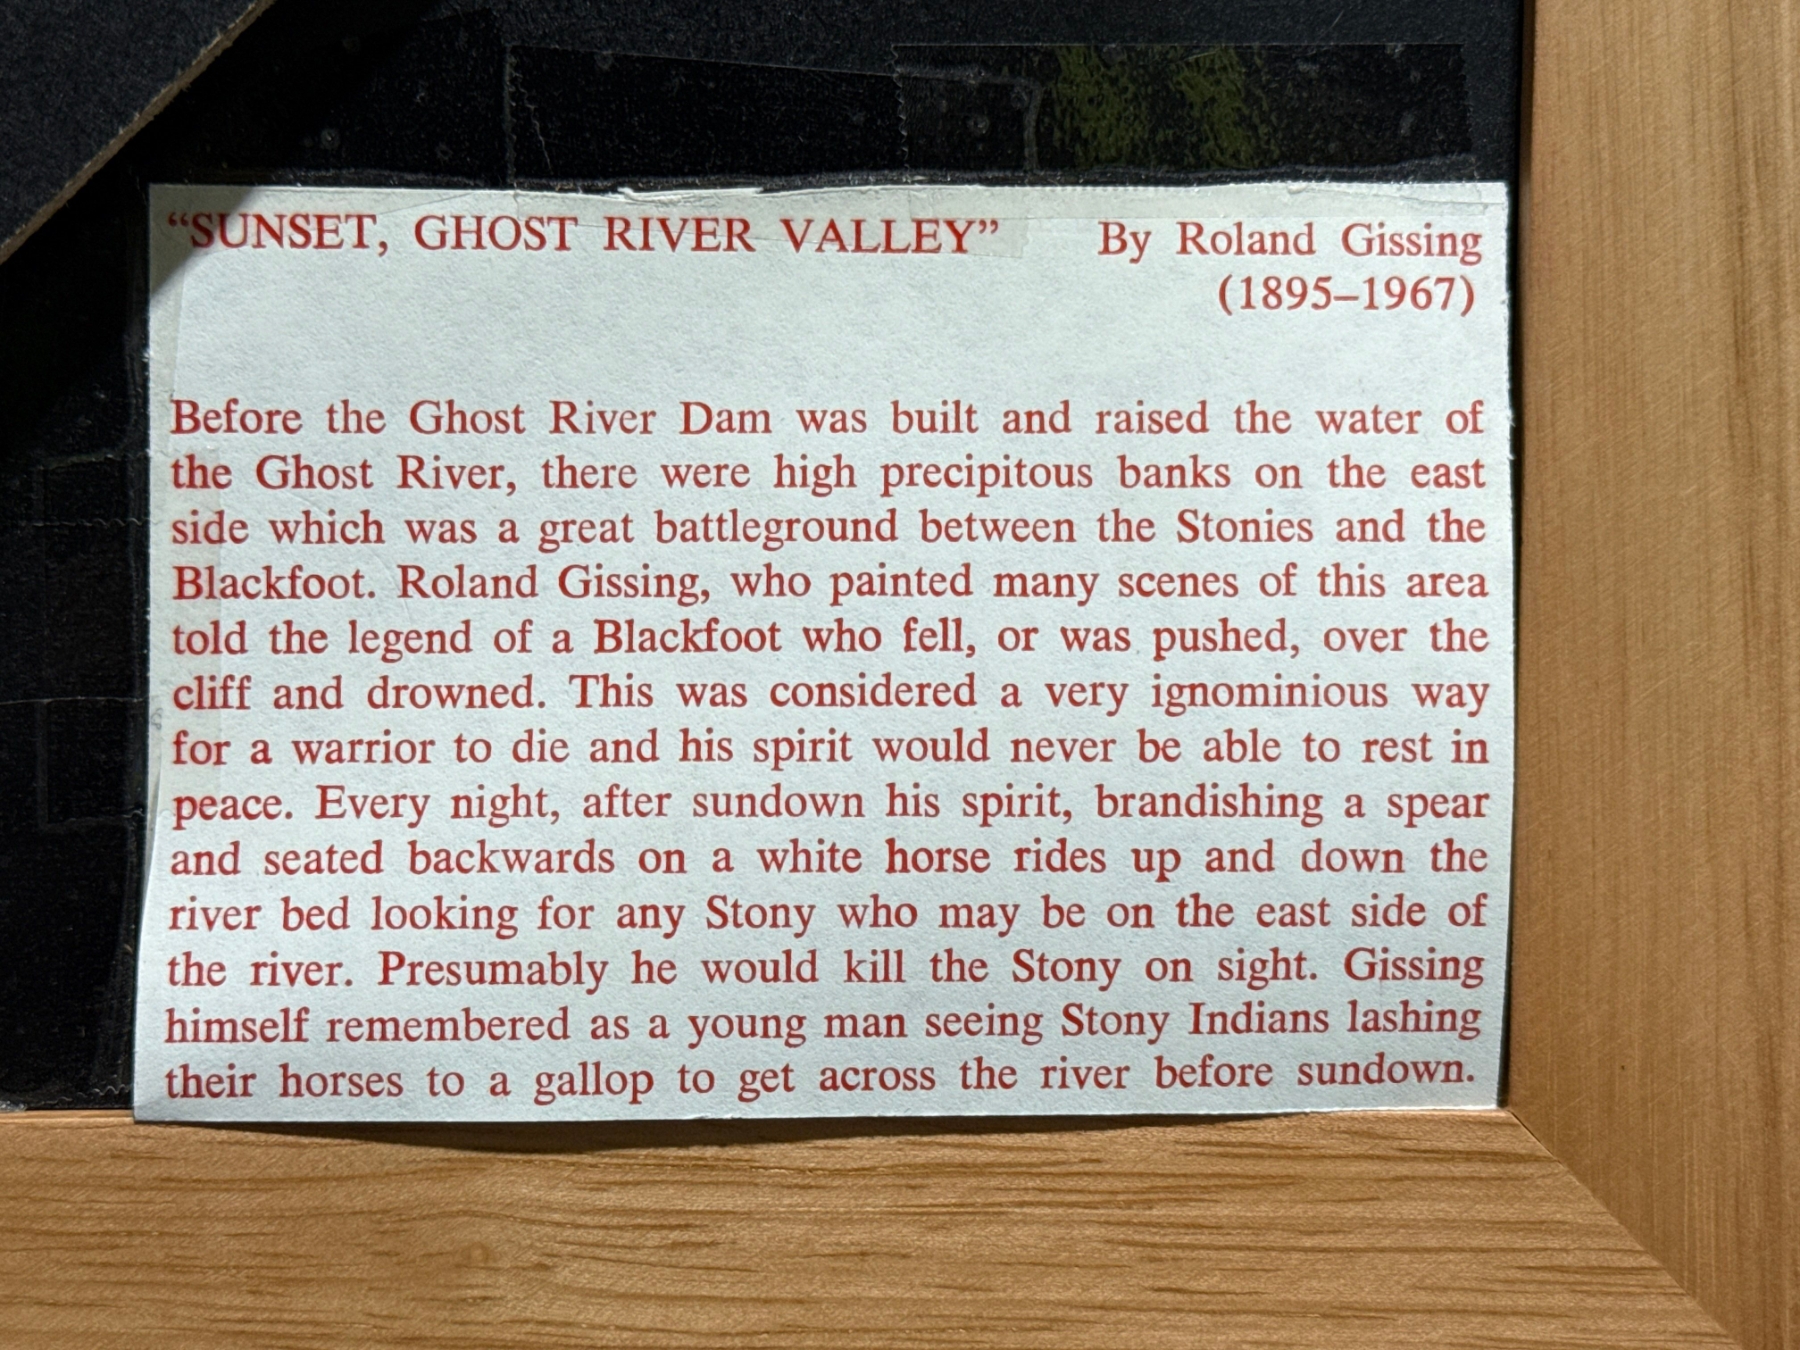 “SUNSET, GHOST RIVER VALLEY” By Roland Gissing
(1895–1967)
Before the Ghost River Dam was built and raised the water of
the Ghost River, there were high precipitous banks on the east
side which was a great battleground between the Stonies and the
Blackfoot. Roland Gissing, who painted many scenes of this area
told the legend of a Blackfoot who fell, or was pushed, over the
cliff and drowned. This was considered a very ignominious way
for a warrior to die and his spirit would never be able to rest in
peace. Every night, after sundown his spirit, brandishing a spear
and seated backwards on a white horse rides up and down the
river bed looking for any Stony who may be on the east side of
the river. Presumably he would kill the Stony on sight. Gissing
himself remembered as a young man seeing Stony Indians lashing
their horses to a gallop to get across the river before sundown.